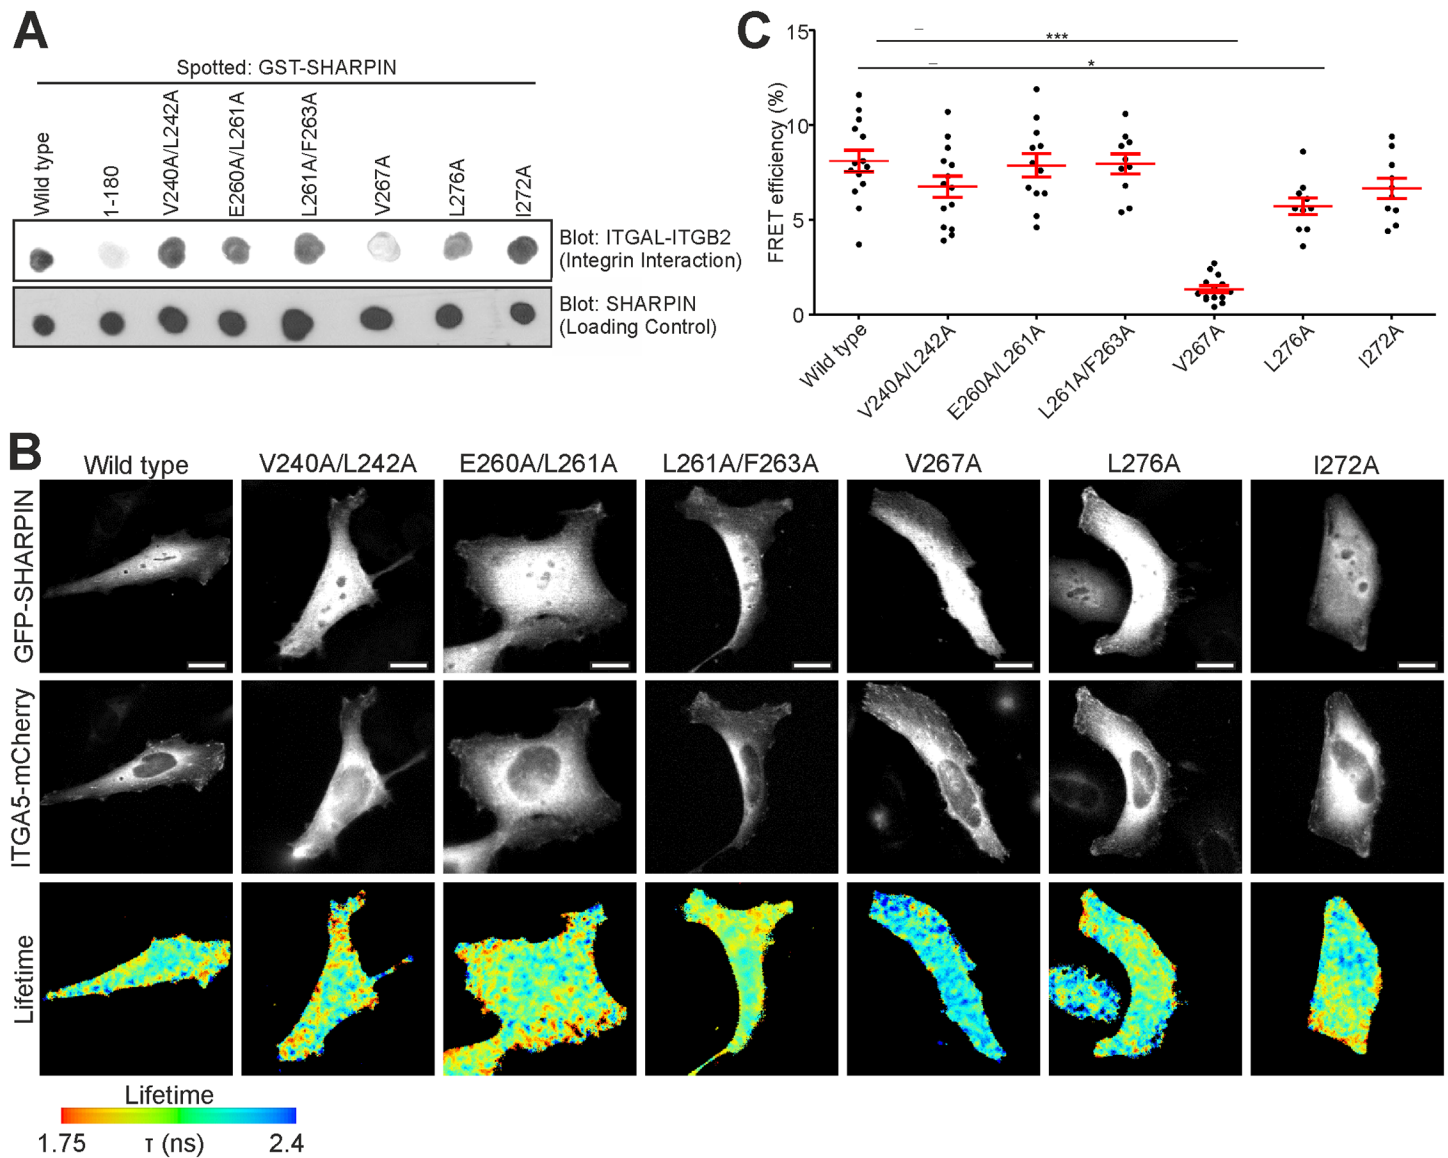 A
Spotted: GST-SHARPIN
Wild type
1-180
V240A/L242A
E260A/L261A
L261A/F263A
V267A
L276A
I272A
Blot: ITGAL-ITGB2
(Integrin Interaction)
Blot: SHARPIN
(Loading Control)
C
***
*
15
10
5
0
FRET efficiency (%)
Wild type
V240A/L242A
E260A/L261A
L261A/F263A
V267A
L276A
I272A
B
Wild type
V240A/L242A
E260A/L261A
L261A/F263A
V267A
L276A
I272A
GFP-SHARPIN
ITGA5-mCherry
Lifetime
Lifetime
1.75
τ (ns)
2.4